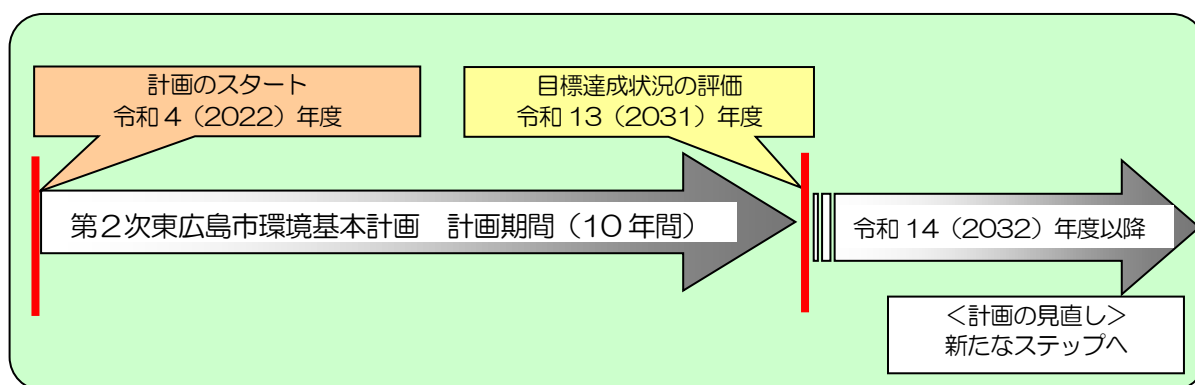 計画のスタート
令和4（2022）年度
目標達成状況の評価
令和13（2031）年度
第2次東広島市環境基本計画　計画期間（10年間）
令和14（2032）年度以降
＜計画の見直し＞
新たなステップへ